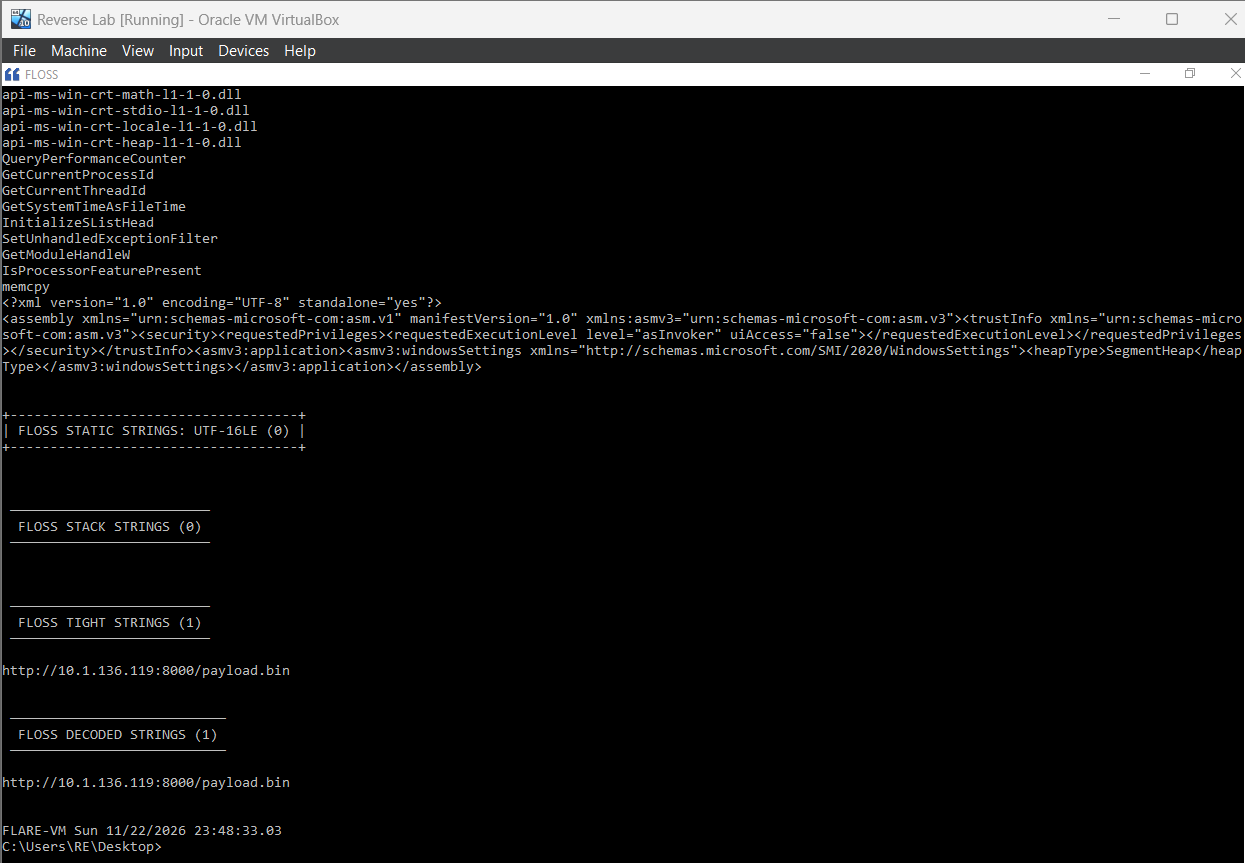 Reverse Lab [Running] - Oracle VM VirtualBox
File Machine View Input Devices Help
FLOSS
api-ms-win-crt-math-l1-1-0.dll
api-ms-win-crt-stdio-l1-1-0.dll
api-ms-win-crt-locale-l1-1-0.dll
api-ms-win-crt-heap-l1-1-0.dll
QueryPerformanceCounter
GetCurrentProcessId
GetCurrentThreadId
GetSystemTimeAsFileTime
InitializeSListHead
SetUnhandledExceptionFilter
GetModuleHandleW
IsProcessorFeaturePresent
memcpy
<?xml version="1.0" encoding="UTF-8" standalone="yes"?>
<assembly xmlns="urn:schemas-microsoft-com:asm.v1" manifestVersion="1.0" xmlns:asmv3="urn:schemas-microsoft-com:asm.v3"><trustInfo xmlns="urn:schemas-micro
soft-com:asm.v3"><security><requestedPrivileges><requestedExecutionLevel level="asInvoker" uiAccess="false"></requestedExecutionLevel></requestedPrivileges
></security></trustInfo><asmv3:application><asmv3:windowsSettings xmlns="http://schemas.microsoft.com/SMI/2020/WindowsSettings"><heapType>SegmentHeap</heap
Type></asmv3:windowsSettings></asmv3:application></assembly>
+------------------------------------+
| FLOSS STATIC STRINGS: UTF-16LE (0) |
+------------------------------------+
FLOSS STACK STRINGS (0)
FLOSS TIGHT STRINGS (1)
http://10.1.136.119:8000/payload.bin
FLOSS DECODED STRINGS (1)
http://10.1.136.119:8000/payload.bin
FLARE-VM Sun 11/22/2026 23:48:33.03
C:\Users\RE\Desktop>